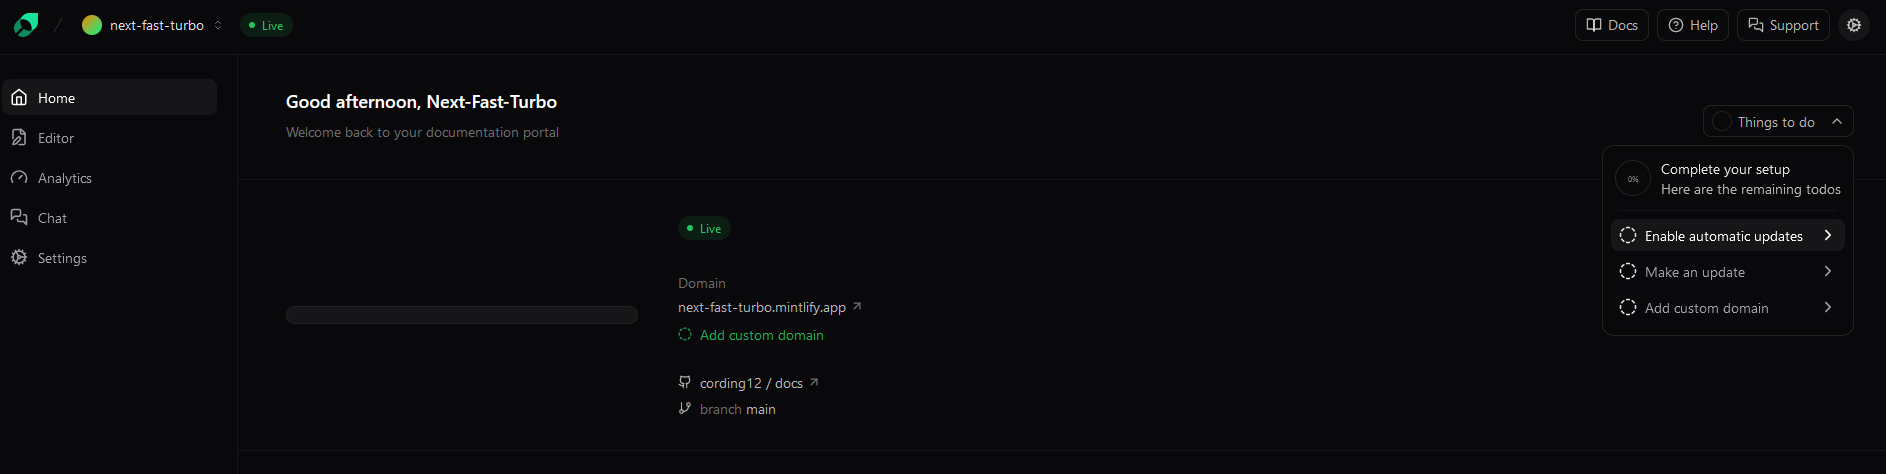 next-fast-turbo
Live
Docs
Help
Support
Home
Editor
Analytics
Chat
Settings
Good afternoon, Next-Fast-Turbo
Welcome back to your documentation portal
Things to do
0%
Complete your setup
Here are the remaining todos
Enable automatic updates
Make an update
Add custom domain
Live
Domain
next-fast-turbo.mintlify.app
Add custom domain
cording12 / docs
branch main